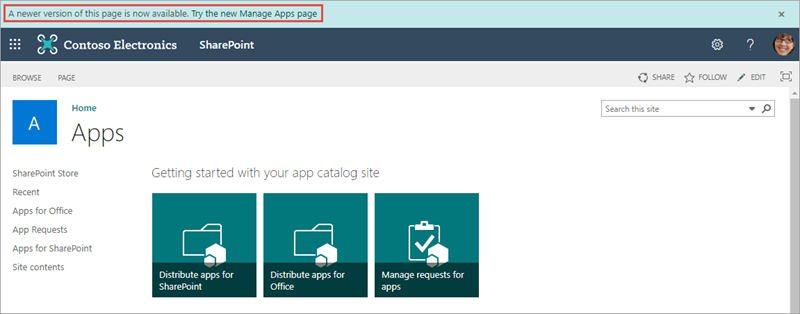 A newer version of this page is now available. Try the new Manage Apps page
Contoso Electronics SharePoint
BROWSE PAGE SHARE FOLLOW EDIT
Home
A Apps
Search this site
SharePoint Store
Recent
Apps for Office
App Requests
Apps for SharePoint
Site contents
Getting started with your app catalog site
Distribute apps for
SharePoint
Distribute apps for
Office
Manage requests for
apps